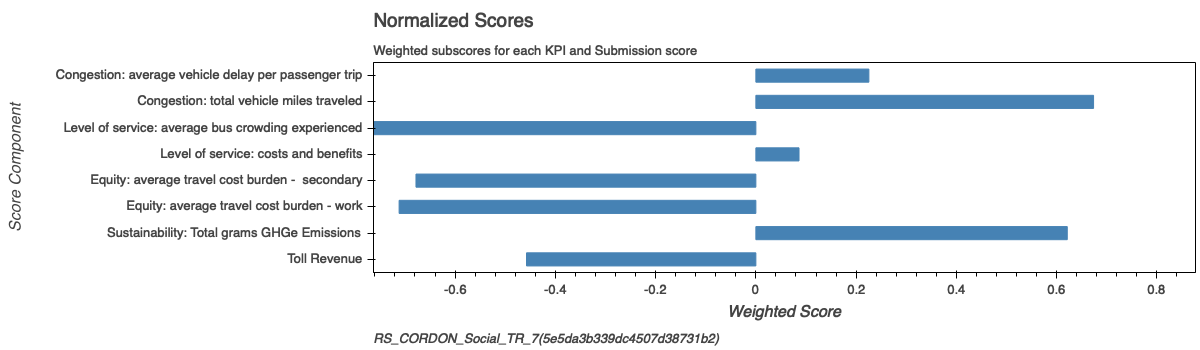 Normalized Scores
Weighted subscores for each KPI and Submission score
Score Component
Congestion: average vehicle delay per passenger trip
Congestion: total vehicle miles traveled
Level of service: average bus crowding experienced
Level of service: costs and benefits
Equity: average travel cost burden -  secondary
Equity: average travel cost burden - work
Sustainability: Total grams GHGe Emissions
Toll Revenue
-0.6 -0.4 -0.2 0 0.2 0.4 0.6 0.8
Weighted Score
RS_CORDON_Social_TR_7(5e5da3b339dc4507d38731b2)